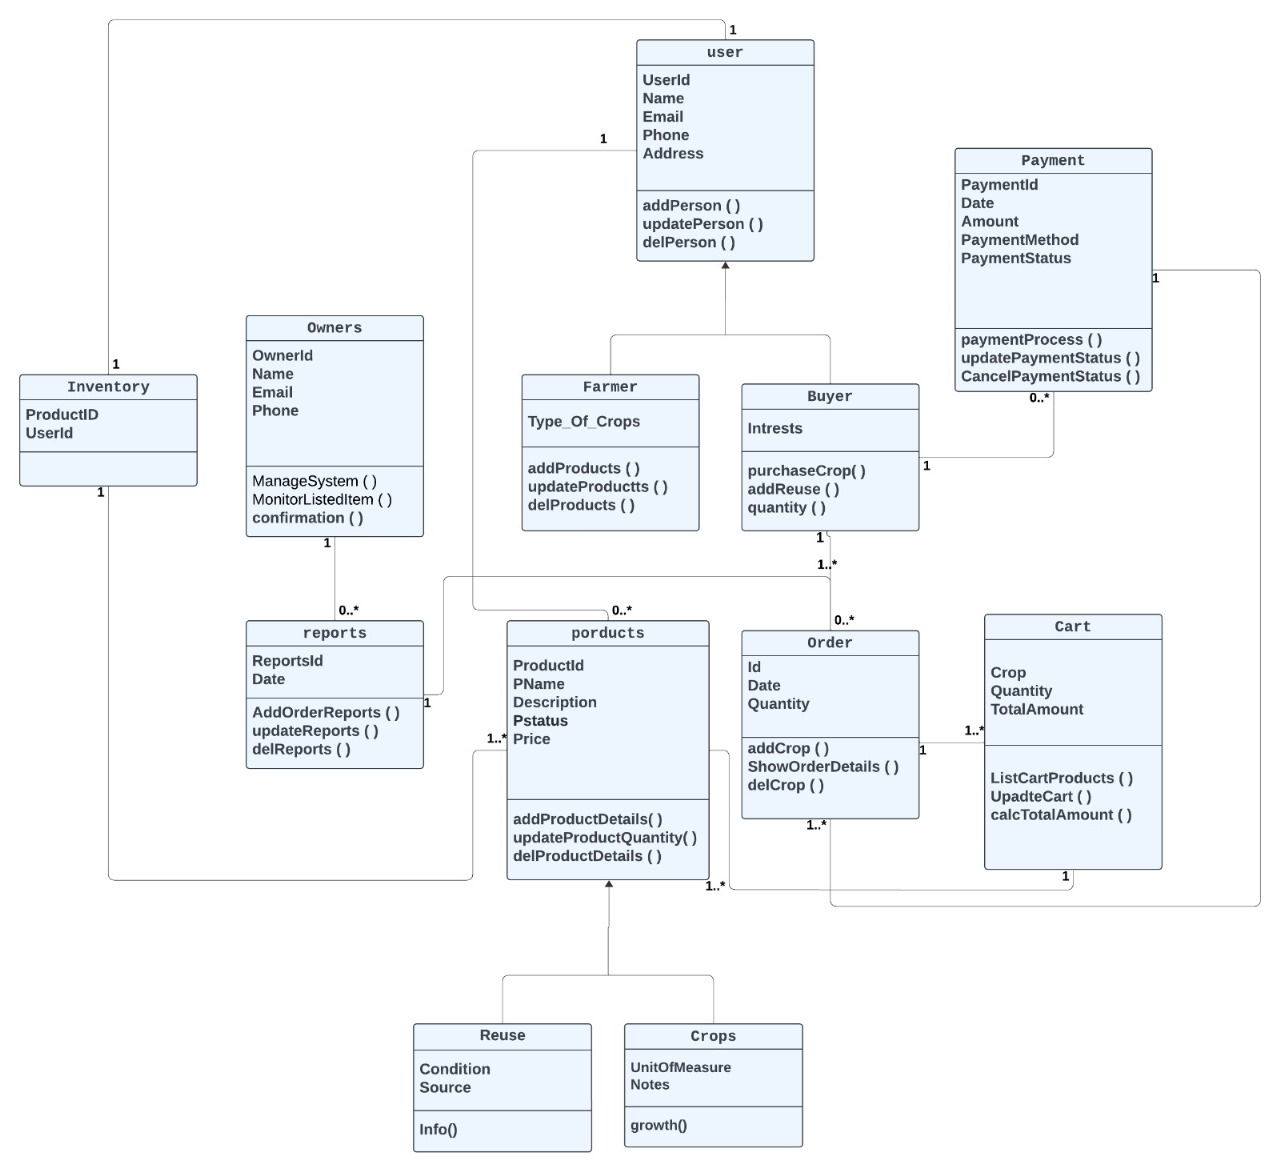 1
user
UserId
Name
Email
Phone
Address
addPerson ( )
updatePerson ( )
delPerson ( )
1
Payment
PaymentId
Date
Amount
PaymentMethod
PaymentStatus
paymentProcess ( )
updatePaymentStatus ( )
CancelPaymentStatus ( )
1
0..*
Owners
OwnerId
Name
Email
Phone
ManageSystem ( )
MonitorListedItem ( )
confirmation ( )
1
1
Inventory
ProductID
UserId
1
Farmer
Type_Of_Crops
addProducts ( )
updateProductts ( )
delProducts ( )
Buyer
Intrests
purchaseCrop( )
addReuse ( )
quantity ( )
1
1
1..*
0..*
reports
ReportsId
Date
AddOrderReports ( )
updateReports ( )
delReports ( )
1
0..*
porducts
ProductId
PName
Description
Pstatus
Price
addProductDetails( )
updateProductQuantity( )
delProductDetails ( )
1..*
1..*
0..*
Order
Id
Date
Quantity
addCrop ( )
ShowOrderDetails ( )
delCrop ( )
1
1..*
1..*
Cart
Crop
Quantity
TotalAmount
ListCartProducts ( )
UpadteCart ( )
calcTotalAmount ( )
1
Reuse
Condition
Source
Info()
Crops
UnitOfMeasure
Notes
growth()